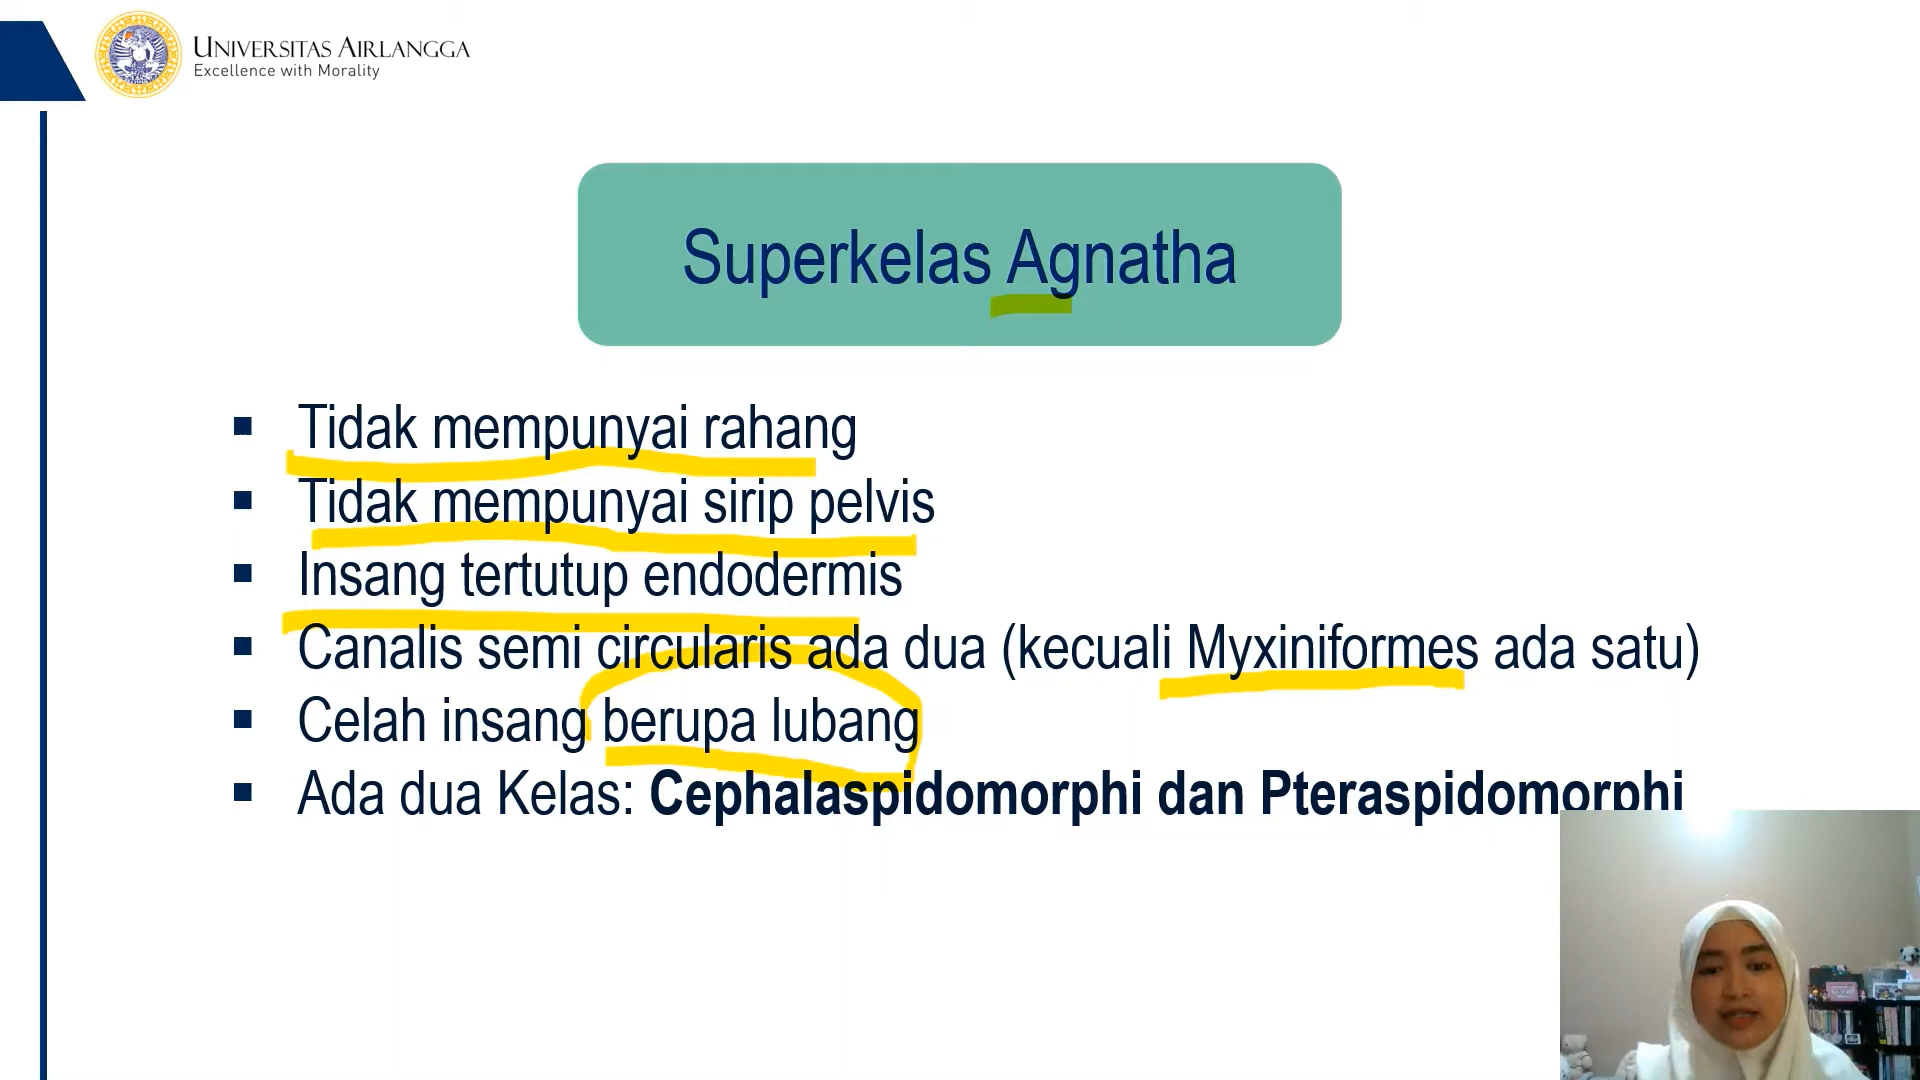 UNIVERSITAS AIRLANGGA
Excellence with Morality
Superkelas Agnatha
▪ Tidak mempunyai rahang
▪ Tidak mempunyai sirip pelvis
▪ Insang tertutup endodermis
▪ Canalis semi circularis ada dua (kecuali Myxiniformes ada satu)
▪ Celah insang berupa lubang
▪ Ada dua Kelas: Cephalaspidomorphi dan Pteraspidomorphi